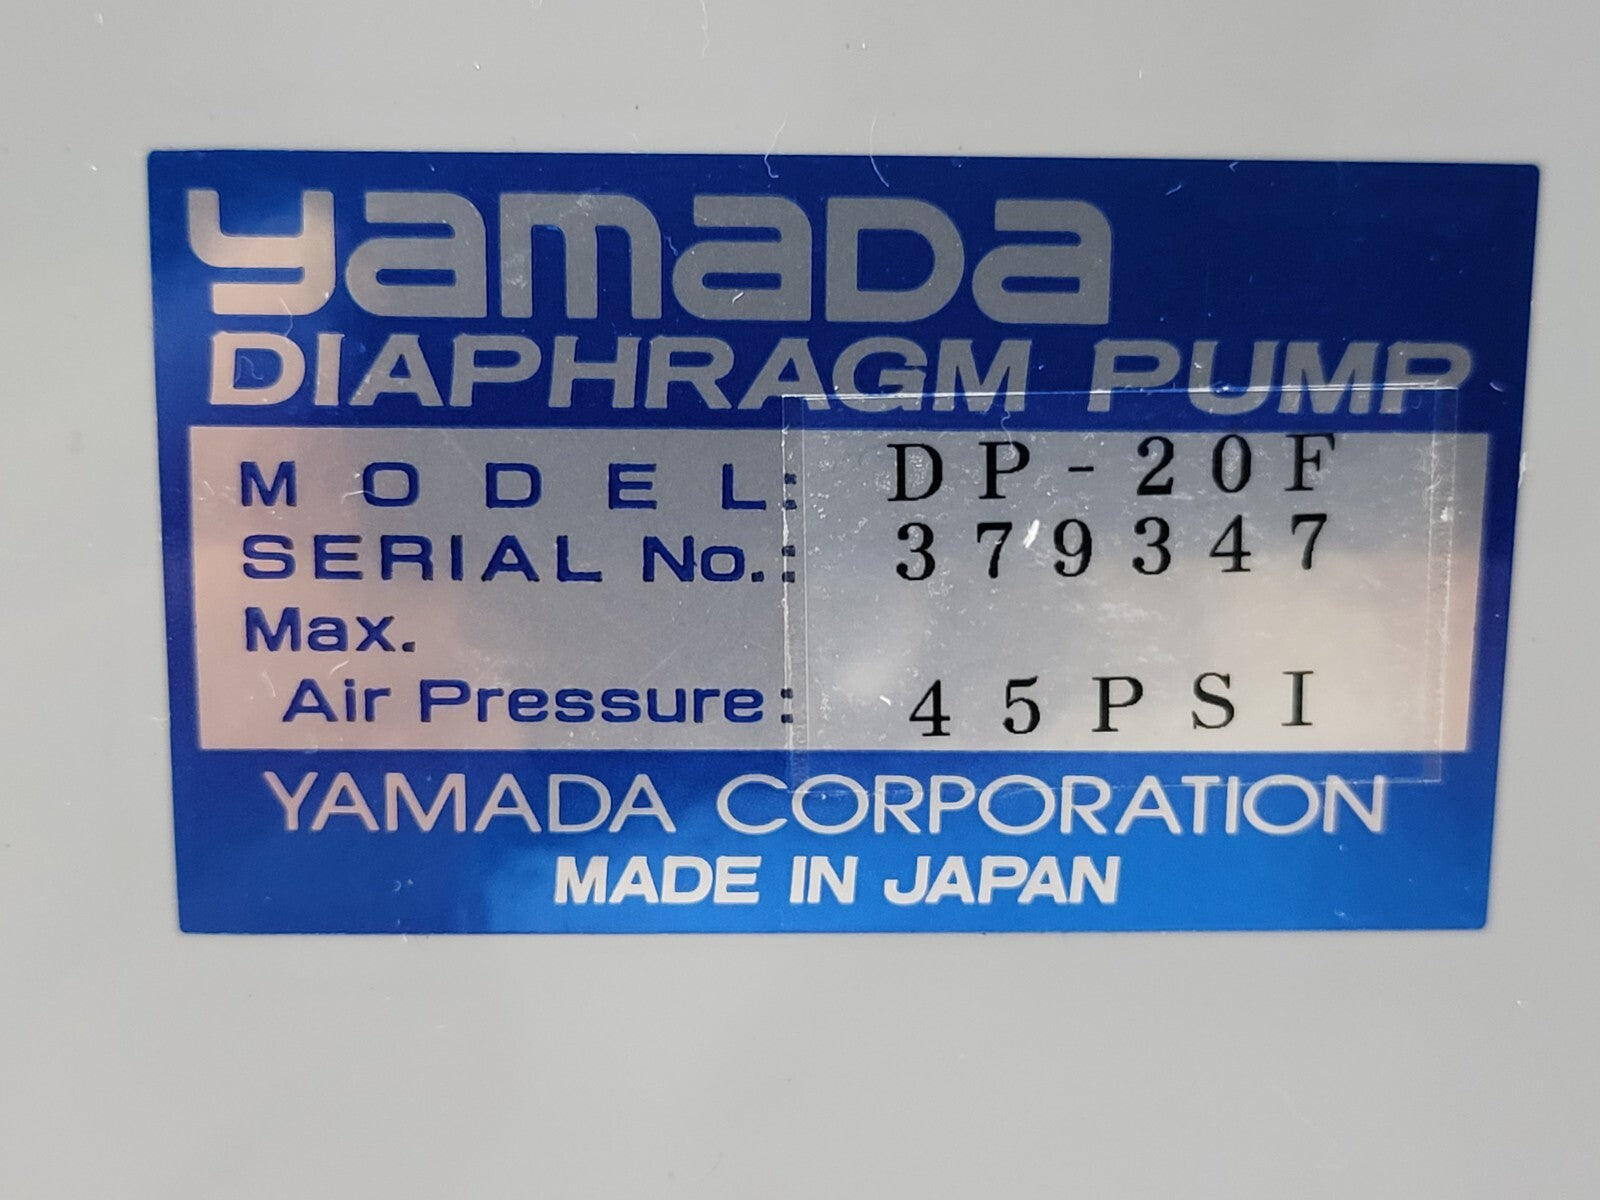 yamada
DIAPHRAGM PUMP
MODEL: DP-20F
SERIAL No.: 379347
Max.
Air Pressure: 45PSI
YAMADA CORPORATION
MADE IN JAPAN